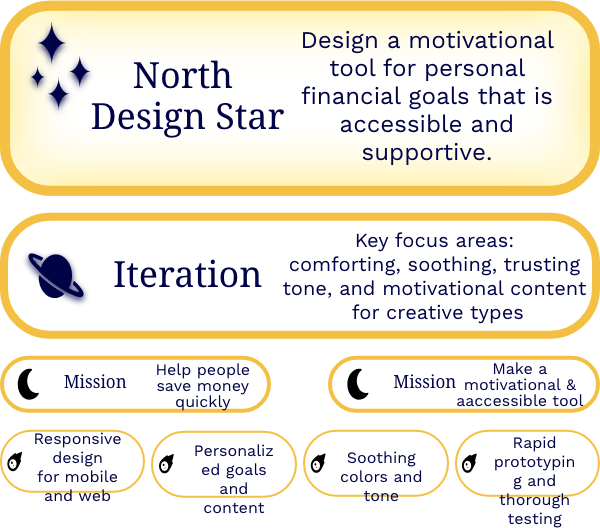 North
Design Star
Design a motivational
tool for personal
financial goals that is
accessible and
supportive.
Iteration
Key focus areas:
comforting, soothing, trusting
tone, and motivational content
for creative types
Mission
Help people
save money
quickly
Mission
Make a
motivational &
aaccessible tool
Responsive
design
for mobile
and web
Personaliz
ed goals
and
content
Soothing
colors and
tone
Rapid
prototypin
g and
thorough
testing